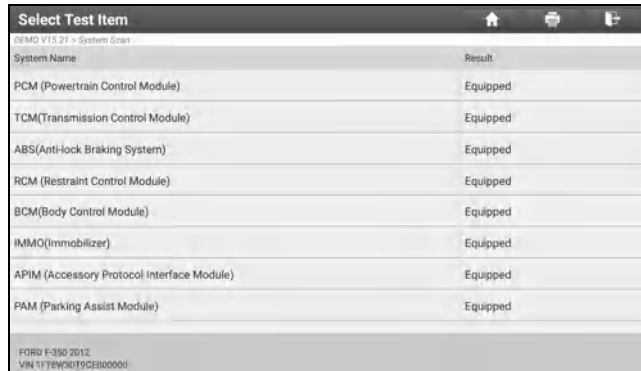 Select Test Item
DEMO V15.21 > System Scan
System Name Result
PCM (Powertrain Control Module) Equipped
TCM(Transmission Control Module) Equipped
ABS(Anti-lock Braking System) Equipped
RCM (Restraint Control Module) Equipped
BCM(Body Control Module) Equipped
IMMO(Immobilizer) Equipped
APIM (Accessory Protocol Interface Module) Equipped
PAM (Parking Assist Module) Equipped
FORD F-350 2012
VIN